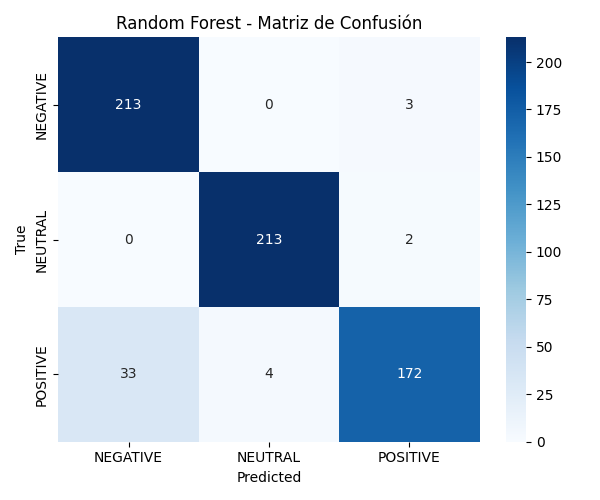 Random Forest - Matriz de Confusión
True
NEGATIVE
213
0
3
NEUTRAL
0
213
2
POSITIVE
33
4
172
NEGATIVE
NEUTRAL
POSITIVE
Predicted
200
175
150
125
100
75
50
25
0